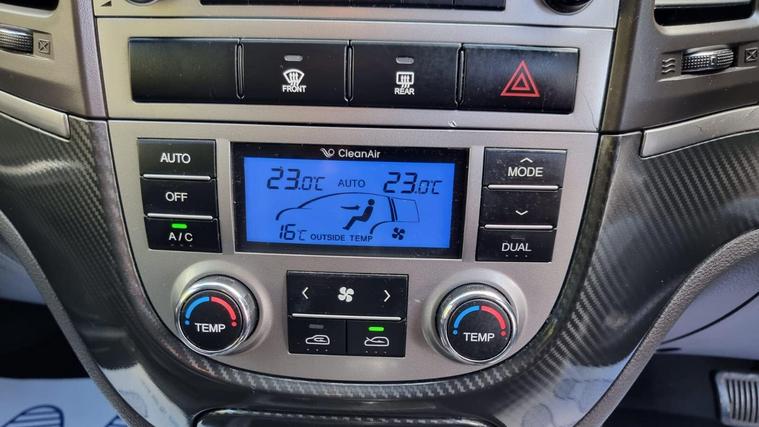 FRONT
REAR
CleanAir
AUTO
OFF
A/C
23.0°C AUTO 23.0°C
16°C OUTSIDE TEMP
MODE
DUAL
TEMP
TEMP